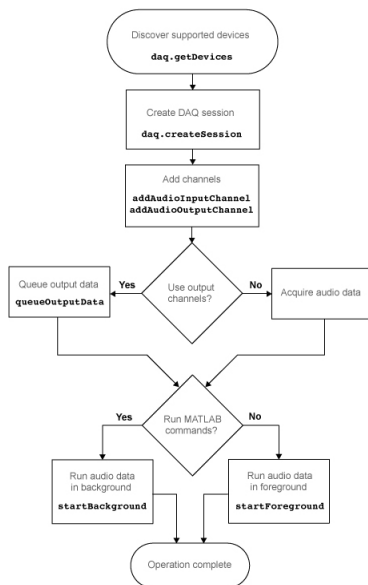 Discover supported devices
daq.getDevices
Create DAQ session
daq.createSession
Add channels
addAudioInputChannel
addAudioOutputChannel
Use output
channels?
Yes
No
Queue output data
queueOutputData
Acquire audio data
Run MATLAB
commands?
Yes
No
Run audio data
in background
startBackground
Run audio data
in foreground
startForeground
Operation complete